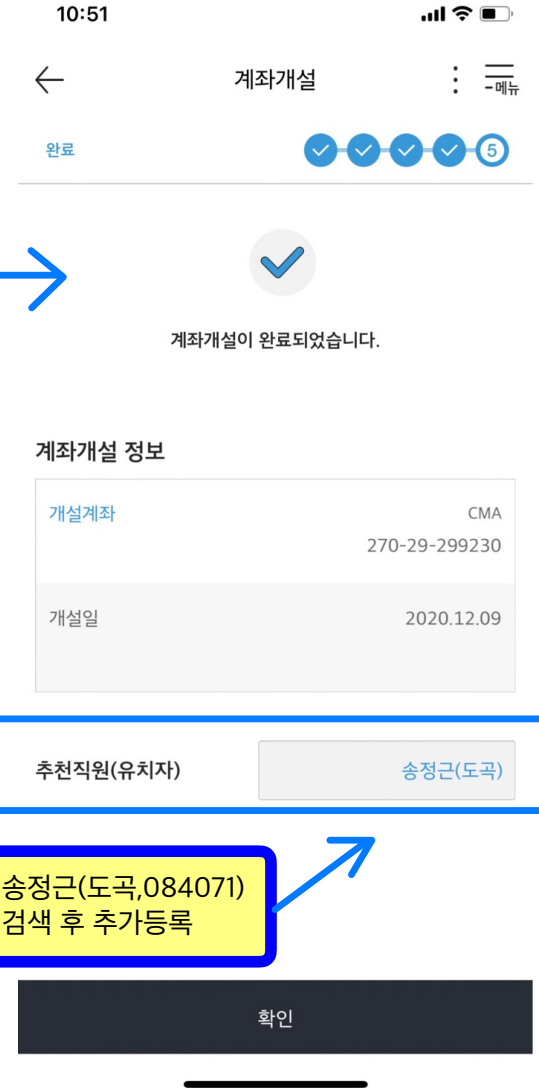 10:51
계좌개설
-메뉴
완료
5
계좌개설이 완료되었습니다.
계좌개설 정보
개설계좌
CMA
270-29-299230
개설일
2020.12.09
추천직원(유치자)
송정근(도곡)
송정근(도곡,084071)
검색 후 추가등록
확인